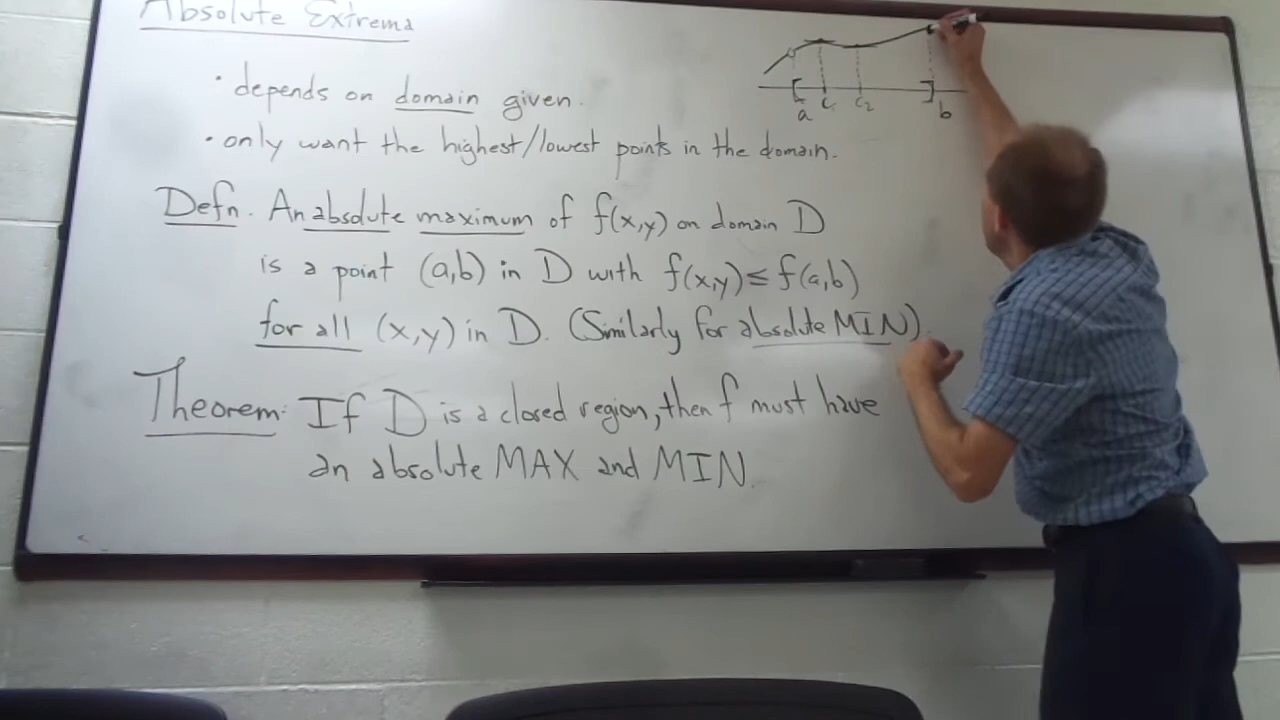 Absolute Extrema
• depends on domain given.
• only want the highest/lowest points in the domain.
Defn. An absolute maximum of f(x,y) on domain D
is a point (a,b) in D with f(x,y) ≤ f(a,b)
for all (x,y) in D. (Similarly for absolute MIN).
Theorem: If D is a closed region, then f must have
an absolute MAX and MIN.
[ ]
a c₁ c₂ b